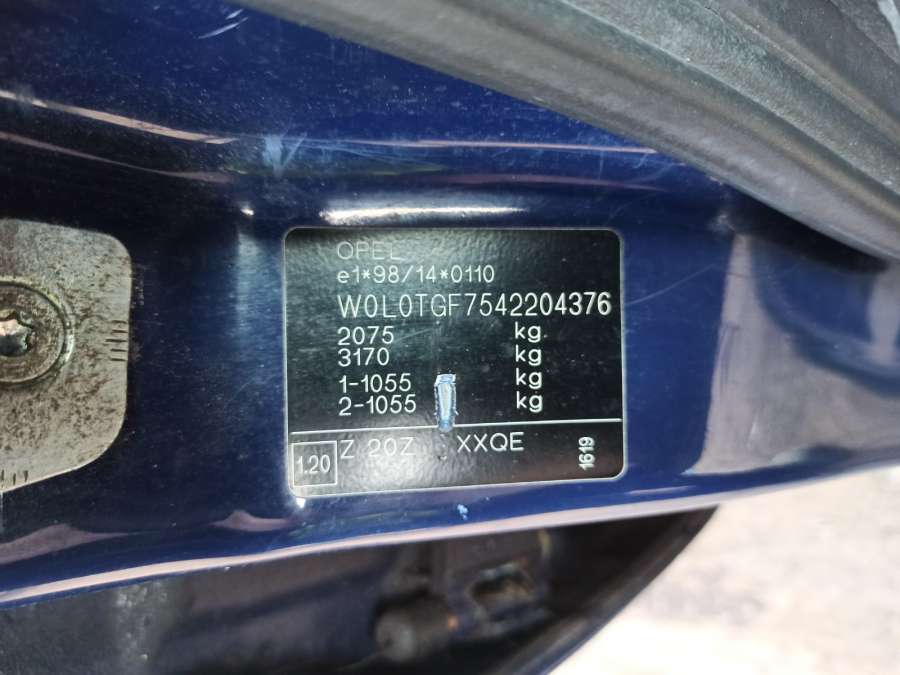 OPEL
e1*98/14*0110
W0L0TGF7542204376
2075 kg
3170 kg
1-1055 kg
2-1055 kg
1.20 Z 20Z XXQE
1619